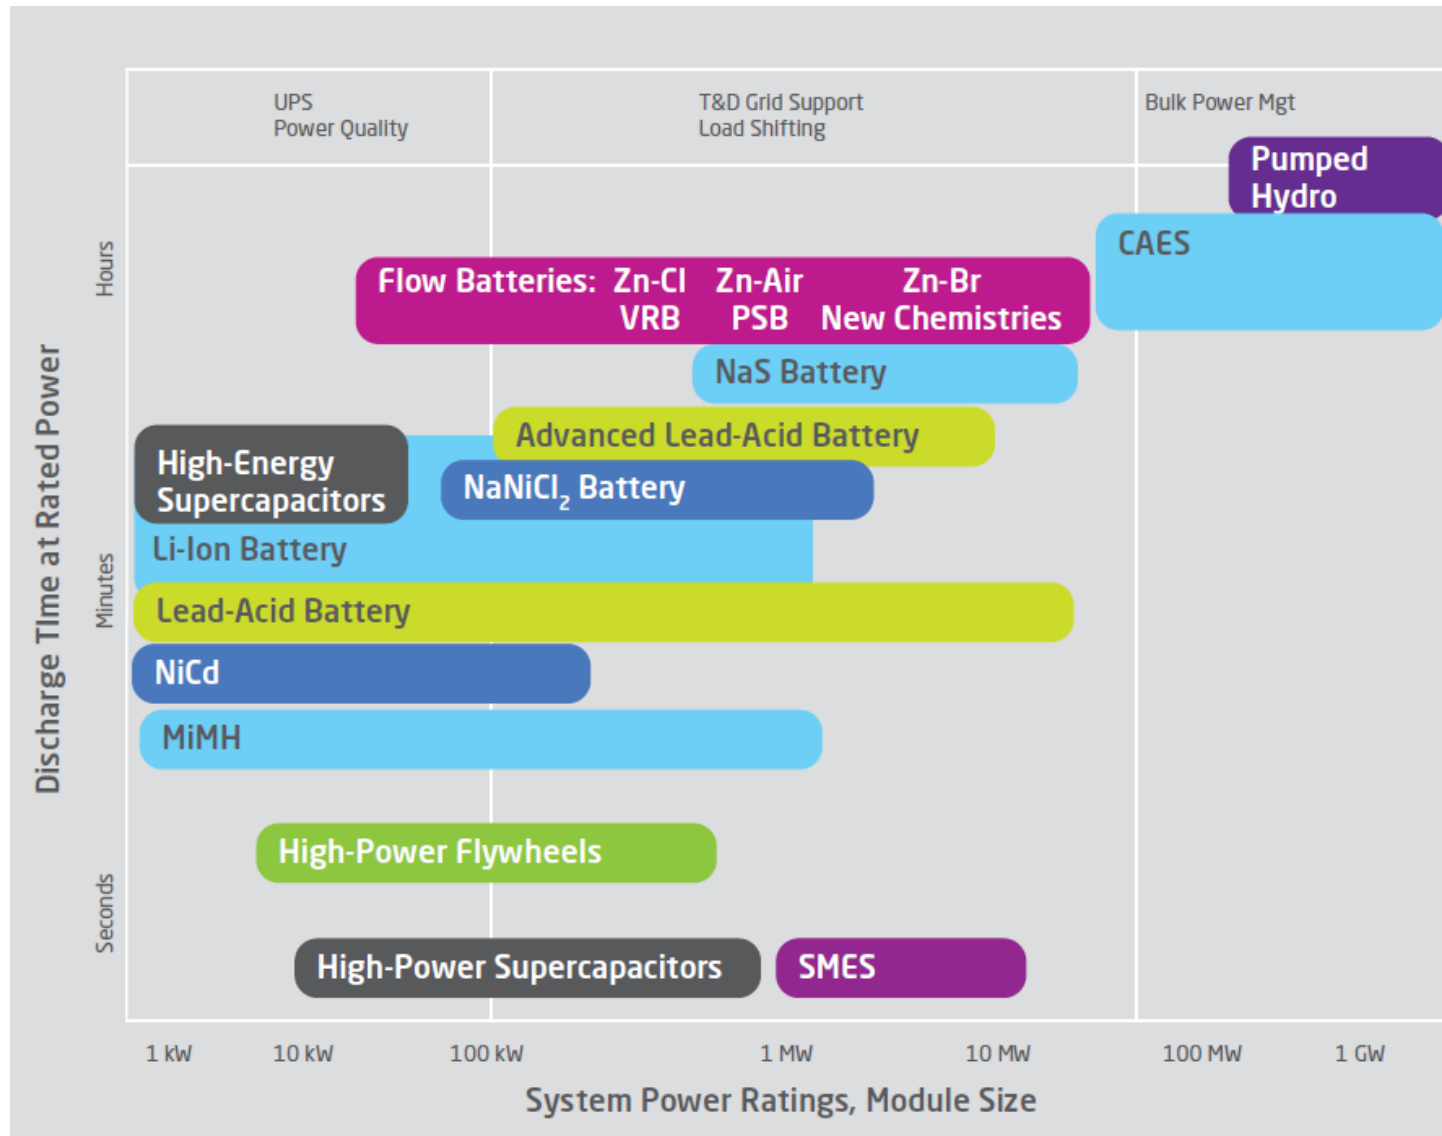 UPS
Power Quality
T&D Grid Support
Load Shifting
Bulk Power Mgt
Pumped
Hydro
CAES
Flow Batteries: Zn-Cl Zn-Air Zn-Br
VRB PSB New Chemistries
NaS Battery
Advanced Lead-Acid Battery
High-Energy
Supercapacitors
NaNiCl₂ Battery
Li-Ion Battery
Lead-Acid Battery
NiCd
MiMH
High-Power Flywheels
High-Power Supercapacitors
SMES
Discharge TIme at Rated Power
Hours
Minutes
Seconds
1 kW 10 kW 100 kW 1 MW 10 MW 100 MW 1 GW
System Power Ratings, Module Size